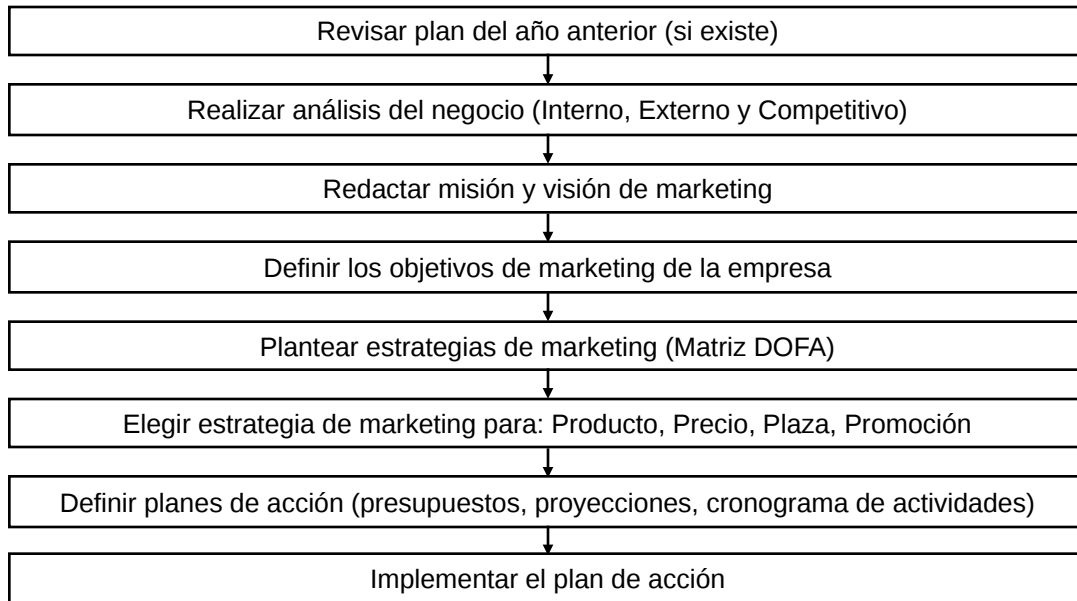 Revisar plan del año anterior (si existe)
Realizar análisis del negocio (Interno, Externo y Competitivo)
Redactar misión y visión de marketing
Definir los objetivos de marketing de la empresa
Plantear estrategias de marketing (Matriz DOFA)
Elegir estrategia de marketing para: Producto, Precio, Plaza, Promoción
Definir planes de acción (presupuestos, proyecciones, cronograma de actividades)
Implementar el plan de acción